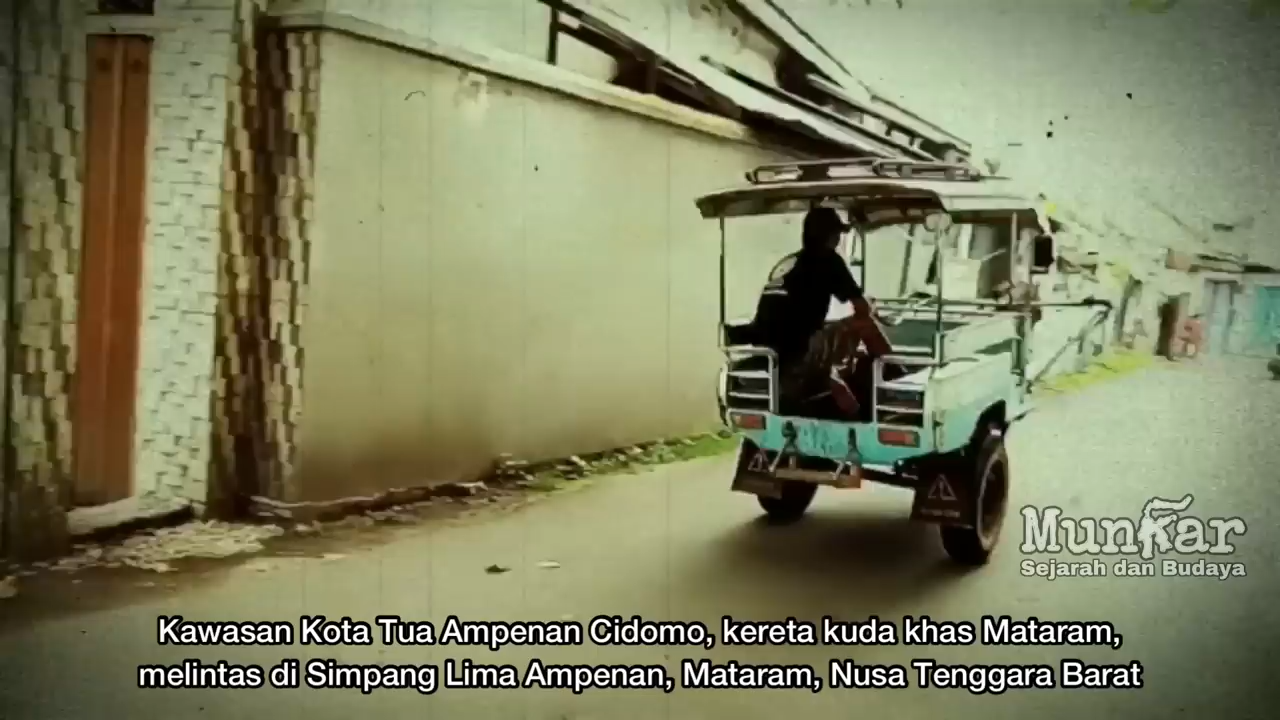 Munkar
Sejarah dan Budaya
Kawasan Kota Tua Ampenan Cidomo, kereta kuda khas Mataram,
melintas di Simpang Lima Ampenan, Mataram, Nusa Tenggara Barat